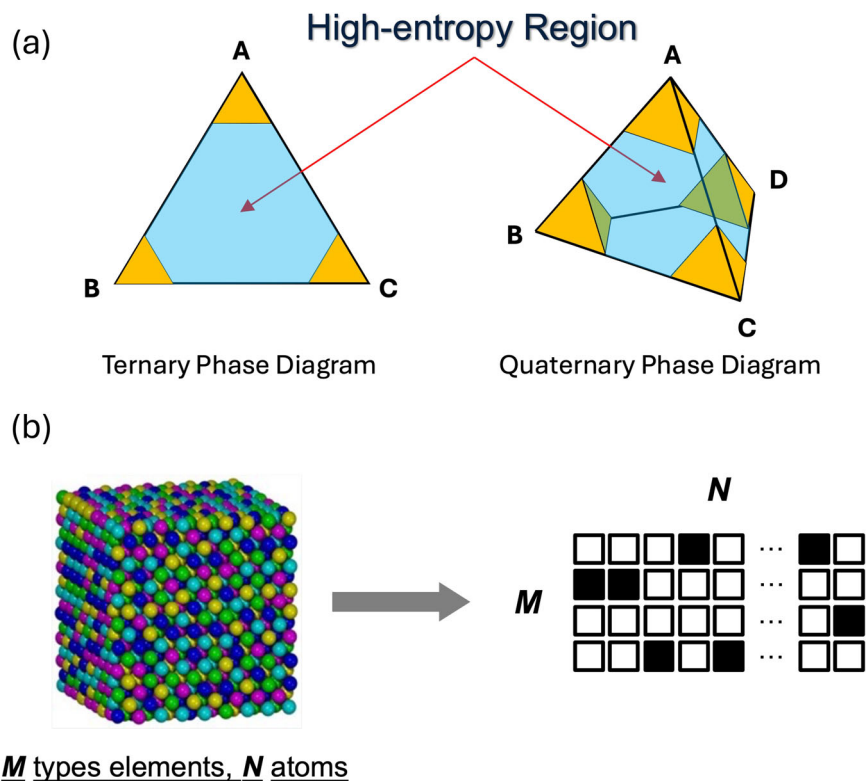 (a)
High-entropy Region
A
B
C
Ternary Phase Diagram
A
B
D
C
Quaternary Phase Diagram
(b)
N
M
...
...
...
...
M types elements, N atoms